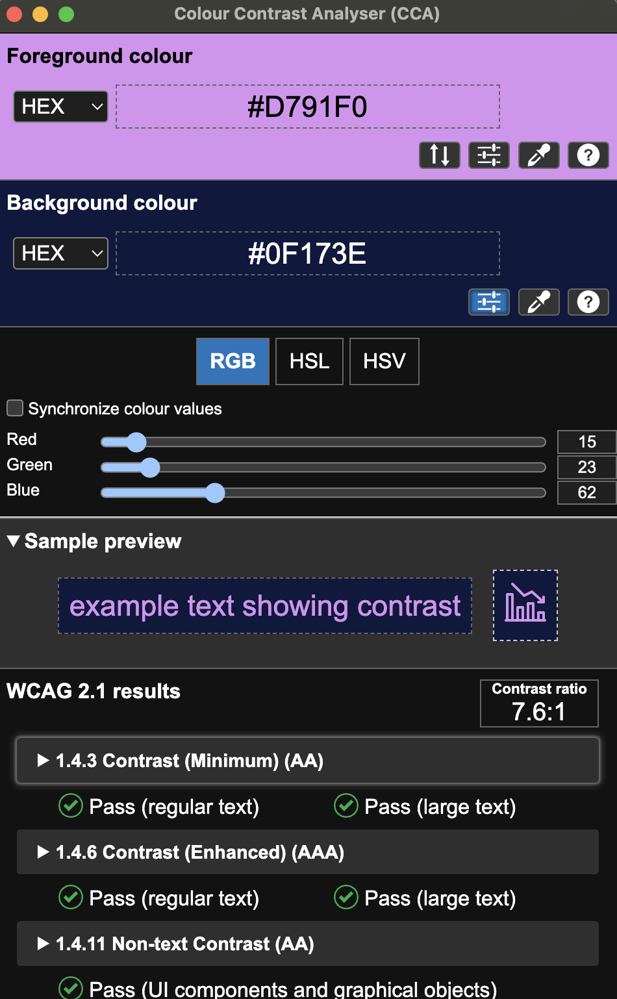 Colour Contrast Analyser (CCA)
Foreground colour
HEX #D791F0
?
Background colour
HEX #0F173E
?
RGB HSL HSV
Synchronize colour values
Red 15
Green 23
Blue 62
Sample preview
example text showing contrast
WCAG 2.1 results
Contrast ratio
7.6:1
1.4.3 Contrast (Minimum) (AA)
Pass (regular text) Pass (large text)
1.4.6 Contrast (Enhanced) (AAA)
Pass (regular text) Pass (large text)
1.4.11 Non-text Contrast (AA)
Pass (UI components and graphical objects)